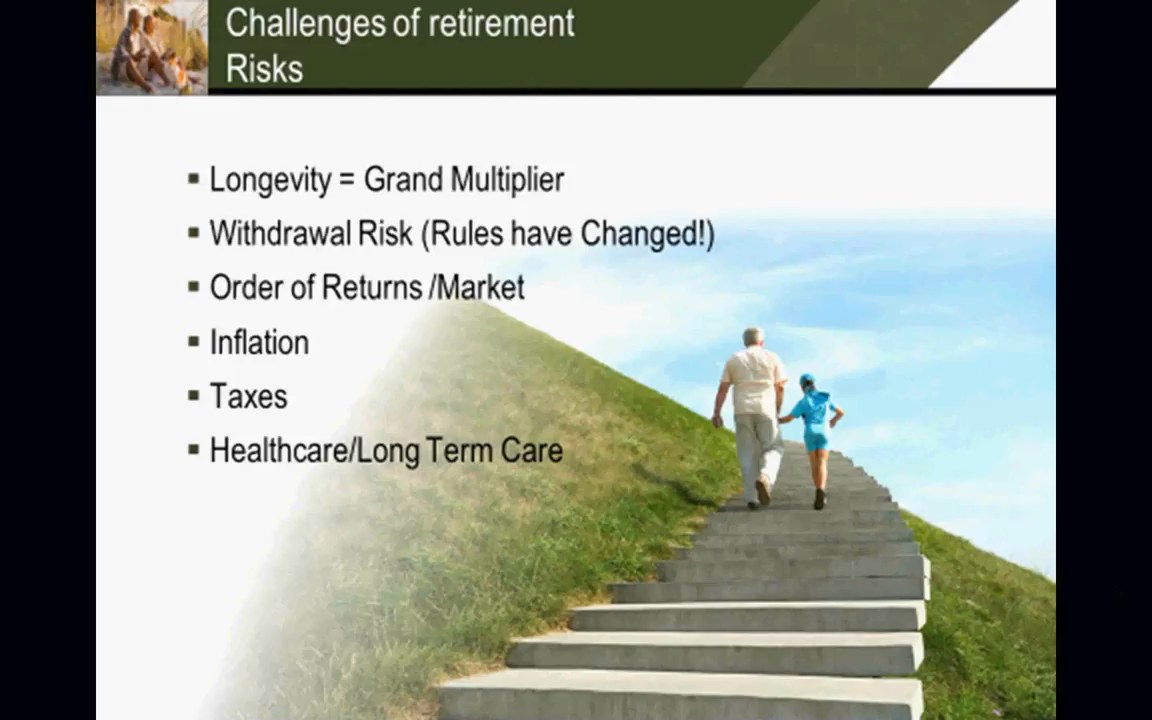 Challenges of retirement
Risks
▪ Longevity = Grand Multiplier
▪ Withdrawal Risk (Rules have Changed!)
▪ Order of Returns /Market
▪ Inflation
▪ Taxes
▪ Healthcare/Long Term Care